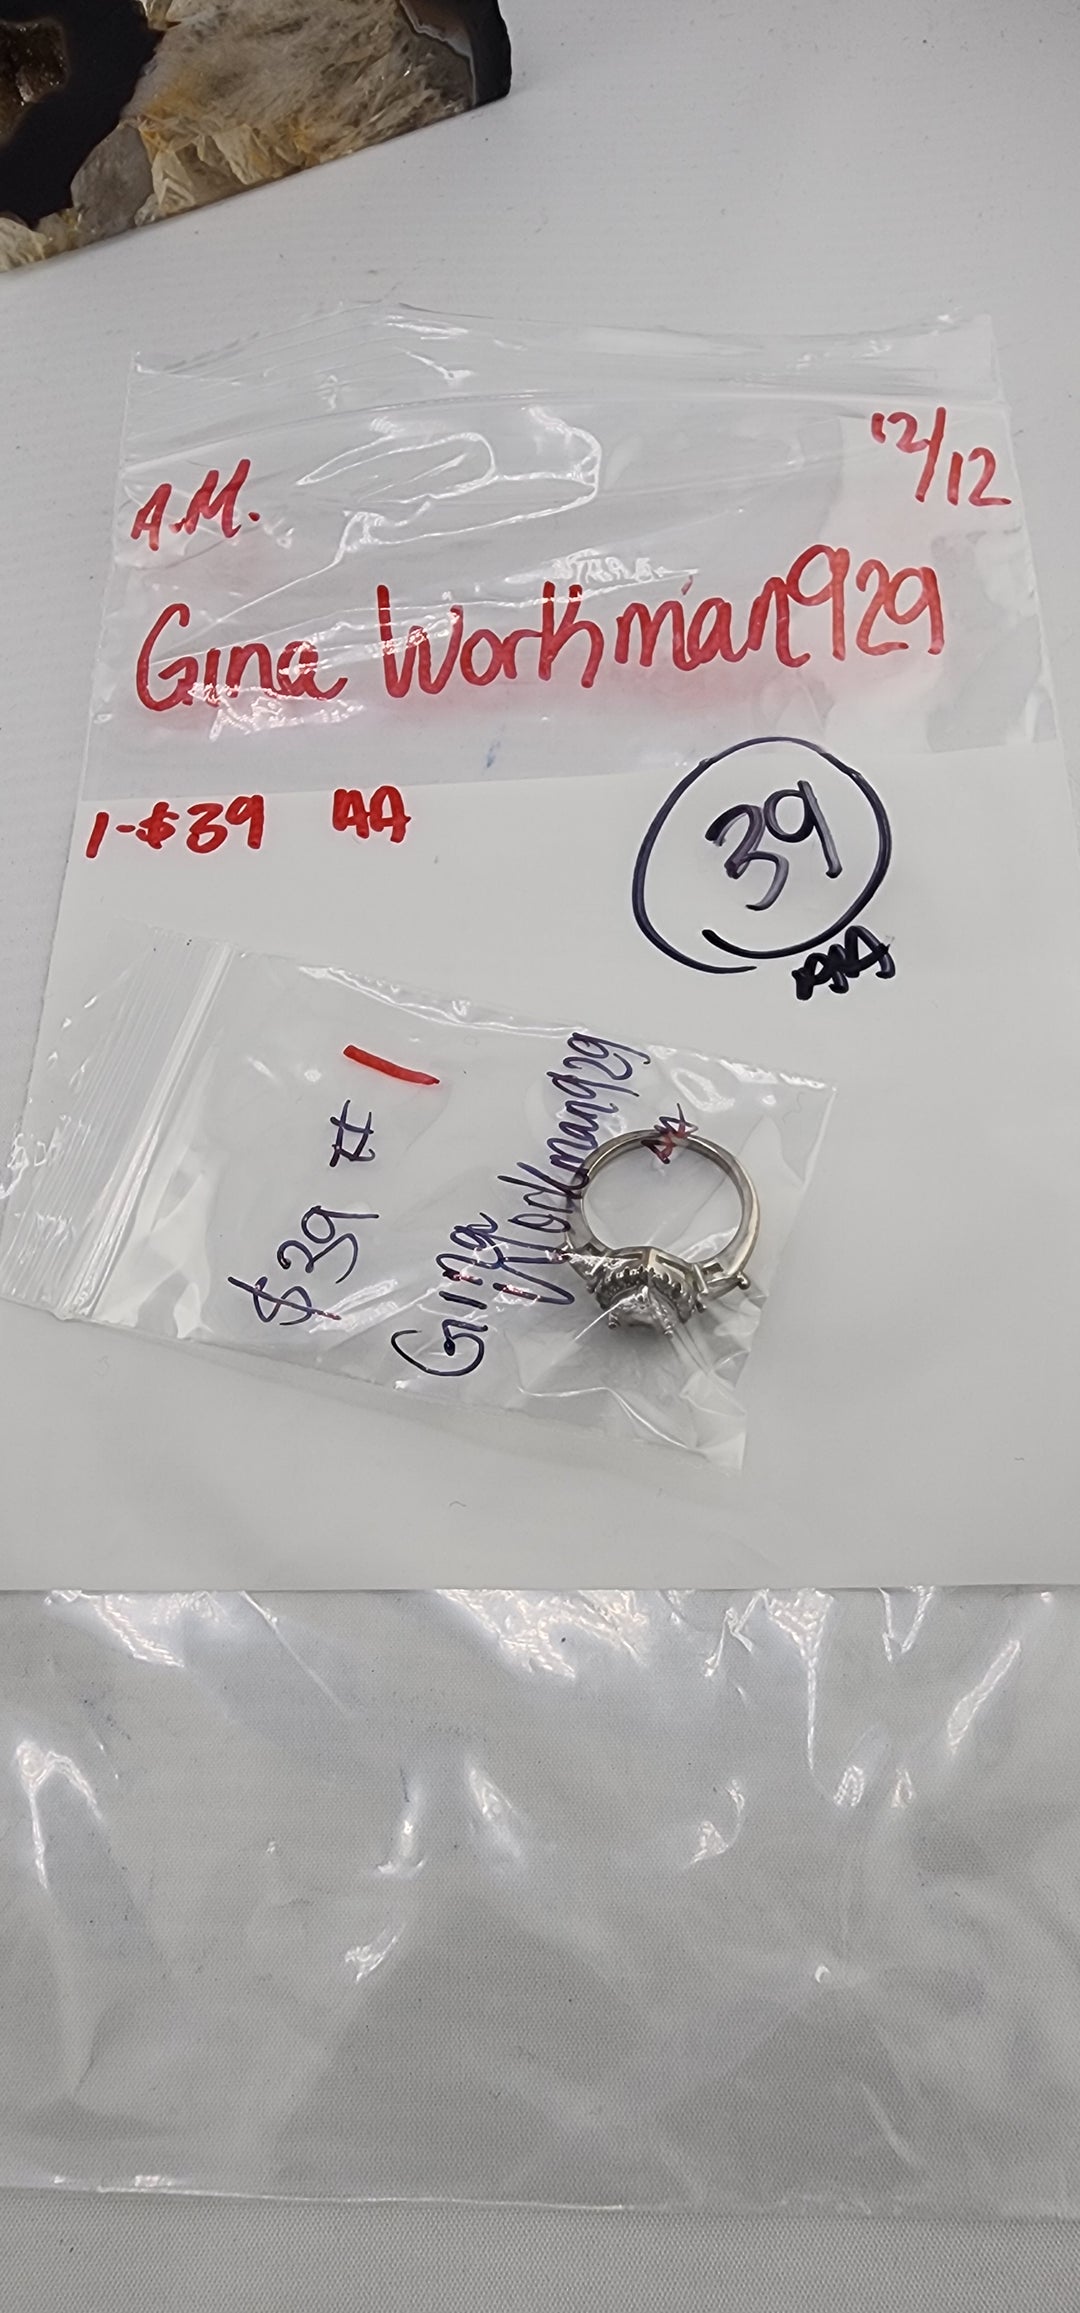 12/12
A.M.
Gina Workman929
1-$39 AA
39
$39 # 1
Gina
Workman929
AA